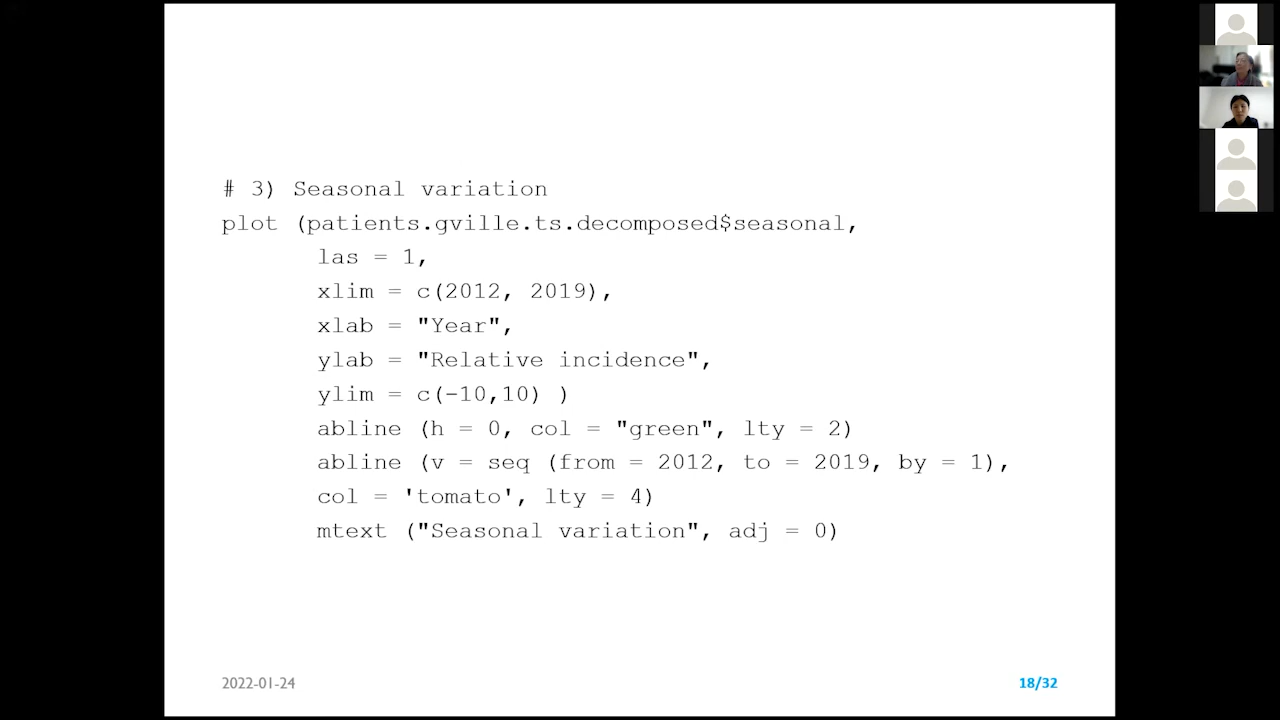 # 3) Seasonal variation
plot (patients.gville.ts.decomposed$seasonal,
las = 1,
xlim = c(2012, 2019),
xlab = "Year",
ylab = "Relative incidence",
ylim = c(-10,10) )
abline (h = 0, col = "green", lty = 2)
abline (v = seq (from = 2012, to = 2019, by = 1),
col = 'tomato', lty = 4)
mtext ("Seasonal variation", adj = 0)
2022-01-24
18/32